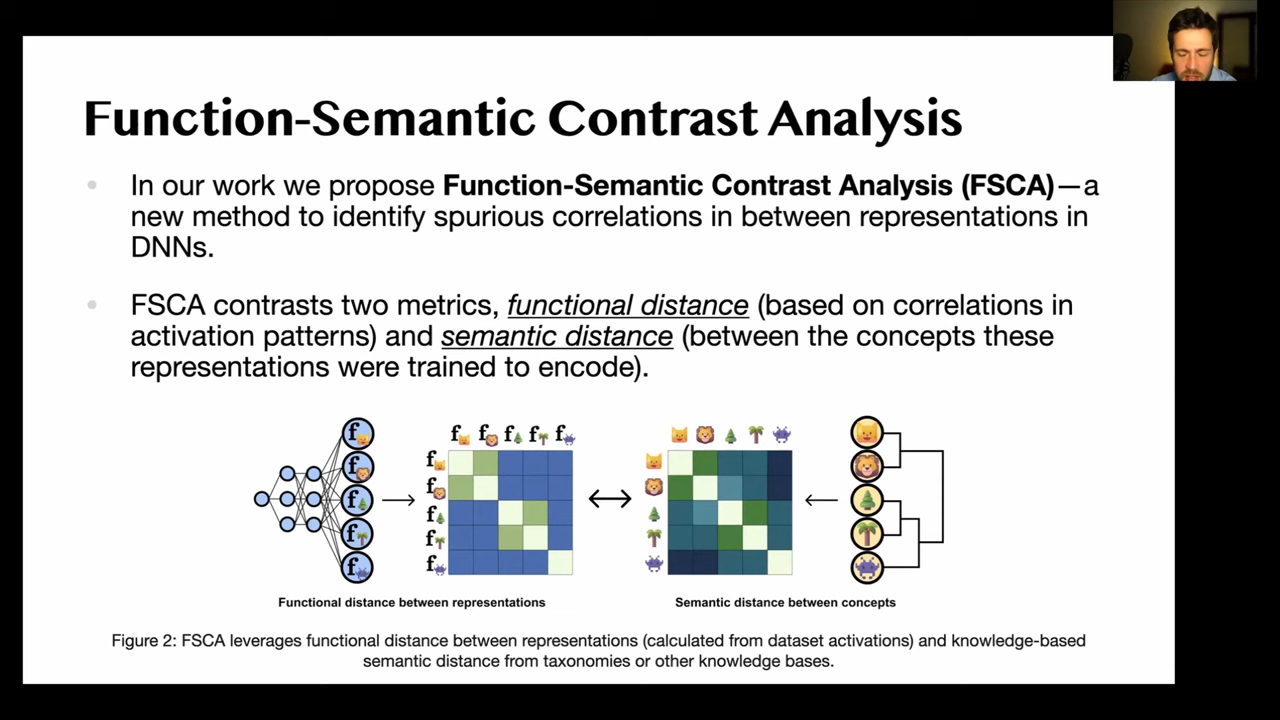 Function-Semantic Contrast Analysis
In our work we propose Function-Semantic Contrast Analysis (FSCA)—a
new method to identify spurious correlations in between representations in
DNNs.
FSCA contrasts two metrics, functional distance (based on correlations in
activation patterns) and semantic distance (between the concepts these
representations were trained to encode).
f f f f f
f
f
f
f
f
f
f
f
f
f
Functional distance between representations
Semantic distance between concepts
Figure 2: FSCA leverages functional distance between representations (calculated from dataset activations) and knowledge-based
semantic distance from taxonomies or other knowledge bases.